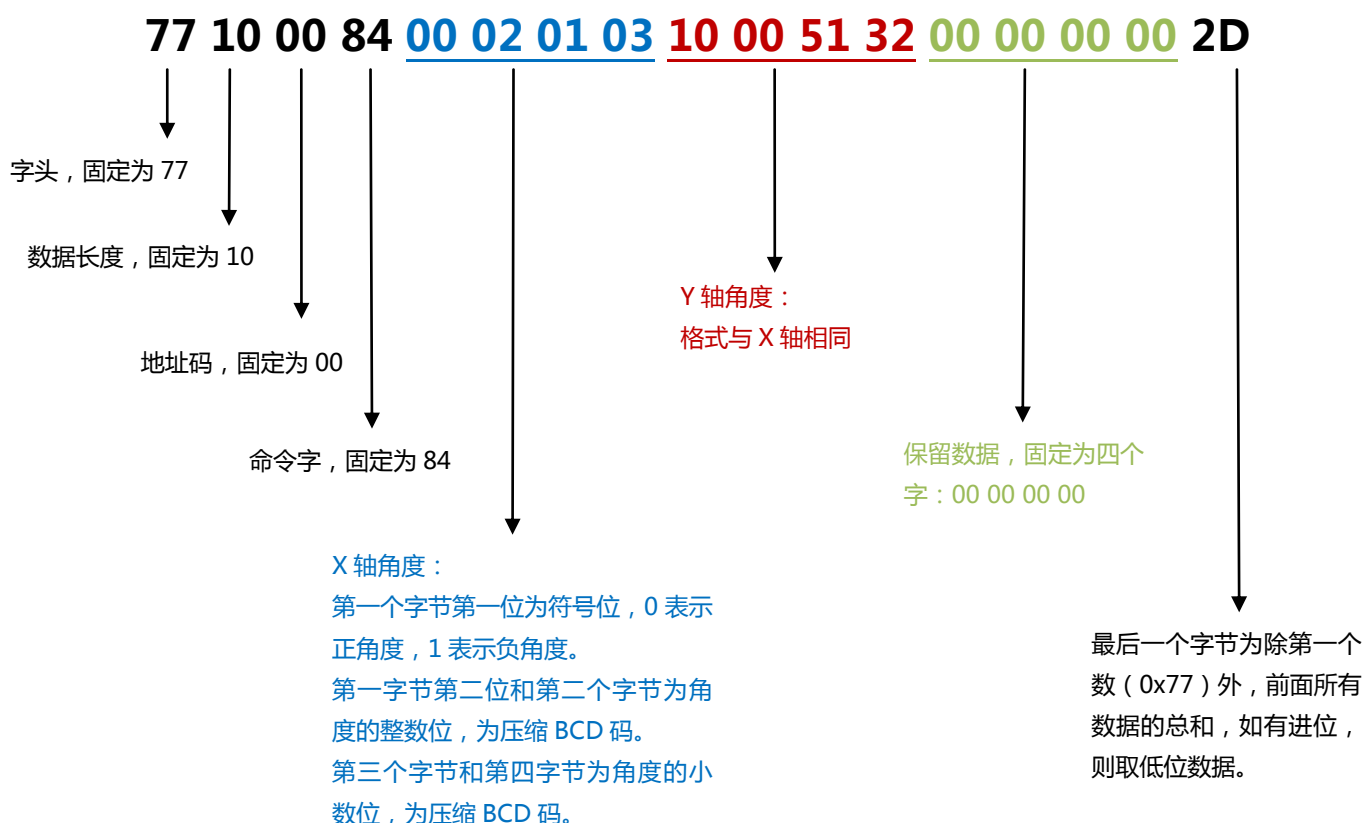 77 10 00 84 00 02 01 03 10 00 51 32 00 00 00 00 2D
字头，固定为 77
数据长度，固定为 10
地址码，固定为 00
命令字，固定为 84
Y 轴角度：
格式与 X 轴相同
保留数据，固定为四个
字：00 00 00 00
X 轴角度：
第一个字节第一位为符号位，0 表示
正角度，1 表示负角度。
第一字节第二位和第二个字节为角
度的整数位，为压缩 BCD 码。
第三个字节和第四字节为角度的小
数位，为压缩 BCD 码。
最后一个字节为除第一个
数（0x77）外，前面所有
数据的总和，如有进位，
则取低位数据。